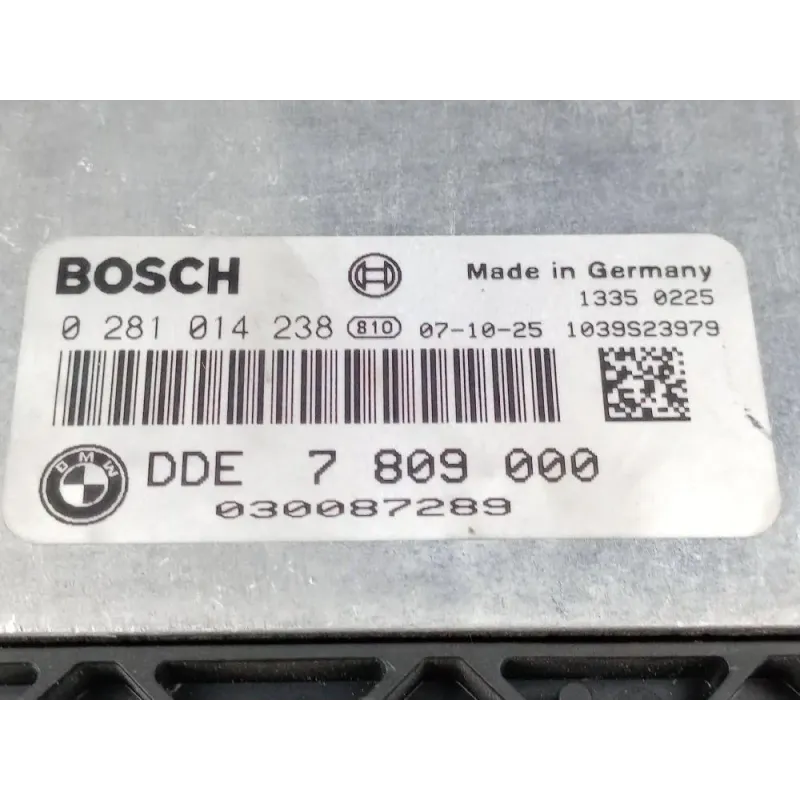 BOSCH Made in Germany
1335 0225
0 281 014 238 810 07-10-25 1039S23979
BMW DDE 7 809 000
030087289